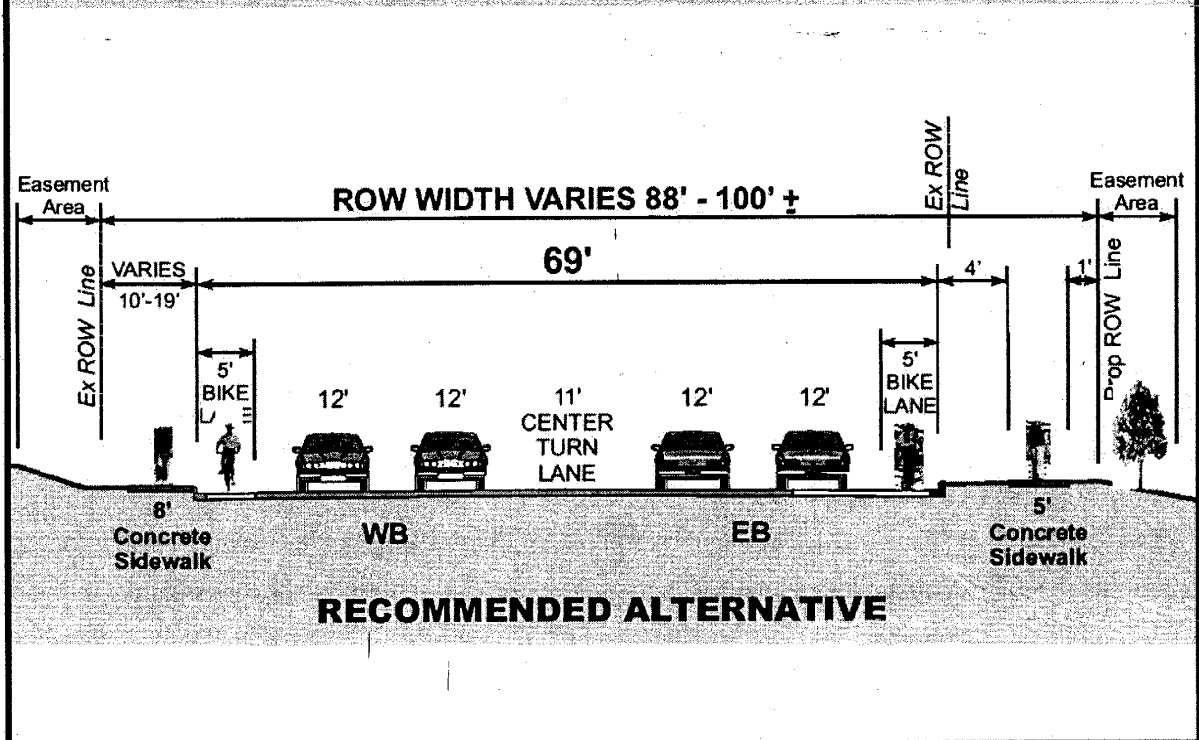 Ex ROW
Line
Easement
Area
ROW WIDTH VARIES 88' - 100' ±
Easement
Area
69'
4'
1'
VARIES
10'-19'
Ex ROW Line
Prop ROW Line
5'
BIKE
5'
BIKE
LANE
12'
12'
11'
CENTER
TURN
LANE
12'
12'
8'
Concrete
Sidewalk
WB
EB
5'
Concrete
Sidewalk
RECOMMENDED ALTERNATIVE